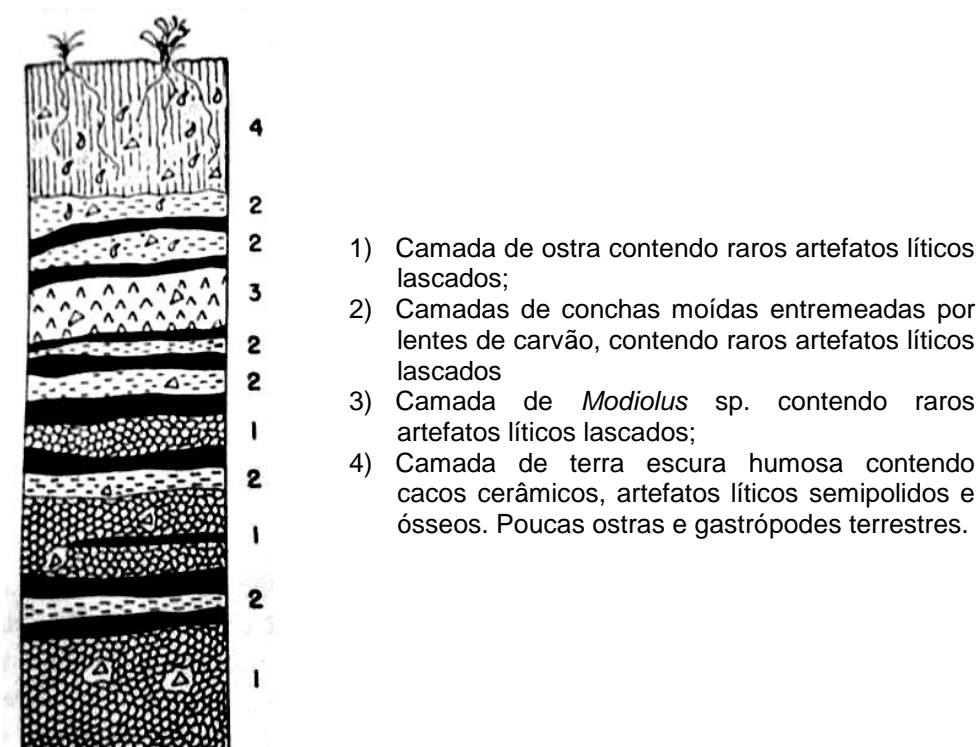 4
2
2
3
2
2
1
2
1
2
1
1) Camada de ostra contendo raros artefatos líticos
lascados;
2) Camadas de conchas moídas entremeadas por
lentes de carvão, contendo raros artefatos líticos
lascados
3) Camada de Modiolus sp. contendo raros
artefatos líticos lascados;
4) Camada de terra escura humosa contendo
cacos cerâmicos, artefatos líticos semipolidos e
ósseos. Poucas ostras e gastrópodes terrestres.